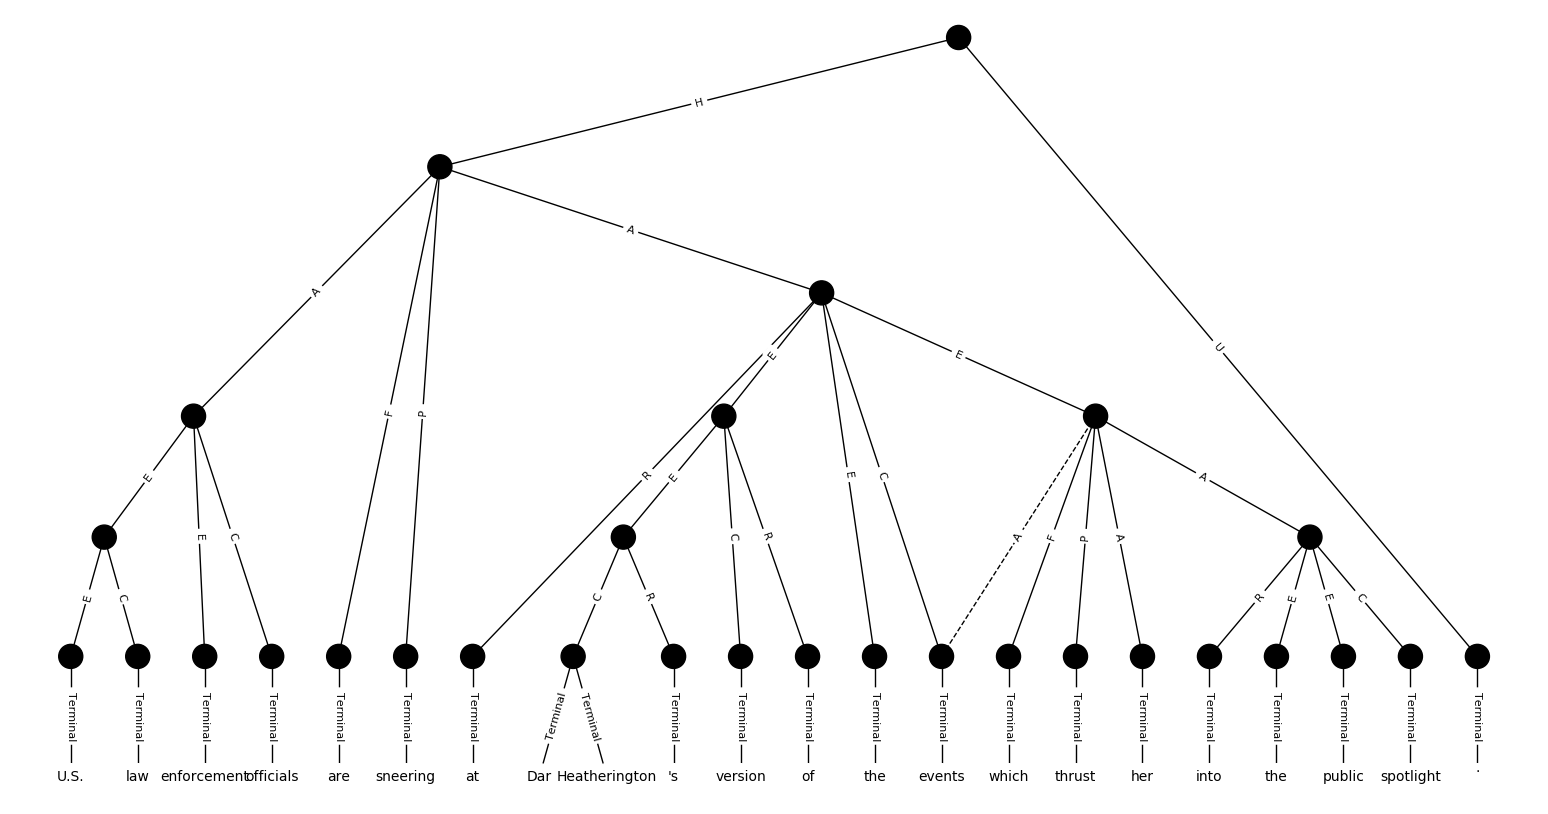 H
A
A
U
E
E
A
F
P
R
E
C
E
E
C
E
C
E
C
R
A
F
P
A
A
E
C
C
R
R
E
E
C
Terminal Terminal Terminal Terminal Terminal Terminal Terminal Terminal Terminal Terminal Terminal Terminal Terminal Terminal Terminal Terminal Terminal Terminal Terminal Terminal Terminal Terminal
U.S. law enforcement officials are sneering at Dar Heatherington 's version of the events which thrust her into the public spotlight .